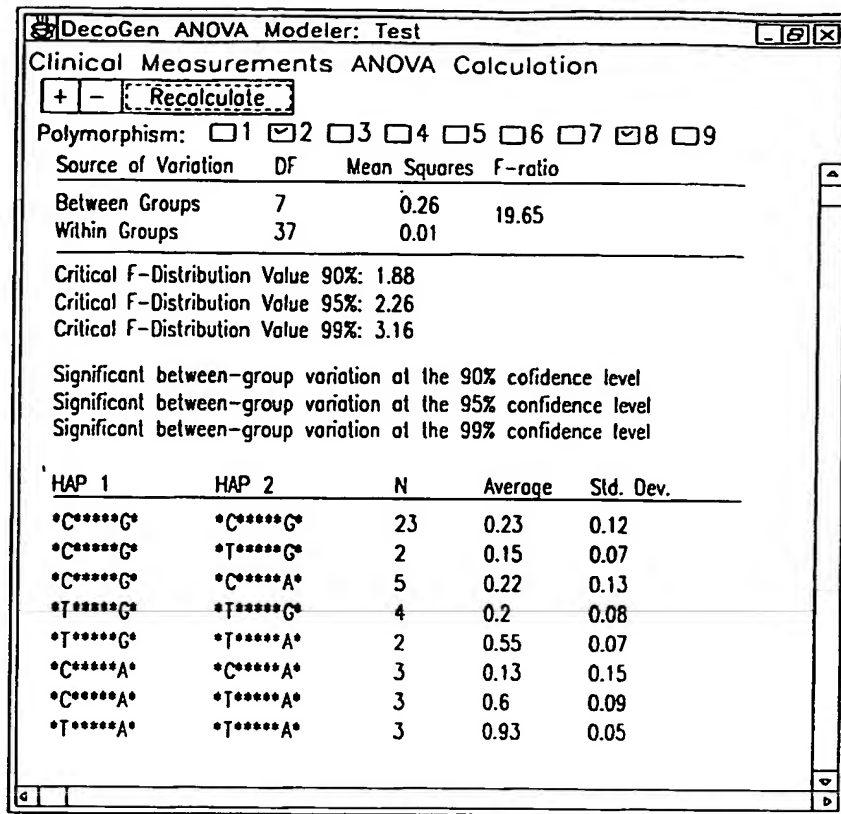 DecoGen ANOVA Modeler: Test
Clinical Measurements ANOVA Calculation
+ - Recalculate
Polymorphism: 1 2 3 4 5 6 7 8 9
Source of Variation DF Mean Squares F-ratio
Between Groups 7 0.26 19.65
Within Groups 37 0.01
Critical F-Distribution Value 90%: 1.88
Critical F-Distribution Value 95%: 2.26
Critical F-Distribution Value 99%: 3.16
Significant between-group variation at the 90% cofidence level
Significant between-group variation at the 95% confidence level
Significant between-group variation at the 99% confidence level
HAP 1 HAP 2 N Average Std. Dev.
*C*****G* *C*****G* 23 0.23 0.12
*C*****G* *T*****G* 2 0.15 0.07
*C*****G* *C*****A* 5 0.22 0.13
*T*****G* *T*****G* 4 0.2 0.08
*T*****G* *T*****A* 2 0.55 0.07
*C*****A* *C*****A* 3 0.13 0.15
*C*****A* *T*****A* 3 0.6 0.09
*T*****A* *T*****A* 3 0.93 0.05